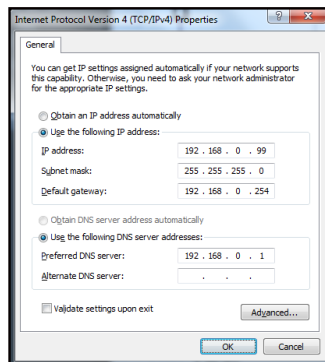 Internet Protocol Version 4 (TCP/IPv4) Properties
General
You can get IP settings assigned automatically if your network supports
this capability. Otherwise, you need to ask your network administrator
for the appropriate IP settings.
Obtain an IP address automatically
Use the following IP address:
IP address: 192 . 168 . 0 . 99
Subnet mask: 255 . 255 . 255 . 0
Default gateway: 192 . 168 . 0 . 254
Obtain DNS server address automatically
Use the following DNS server addresses:
Preferred DNS server: 192 . 168 . 0 . 1
Alternate DNS server: . . .
Validate settings upon exit
Advanced...
OK Cancel